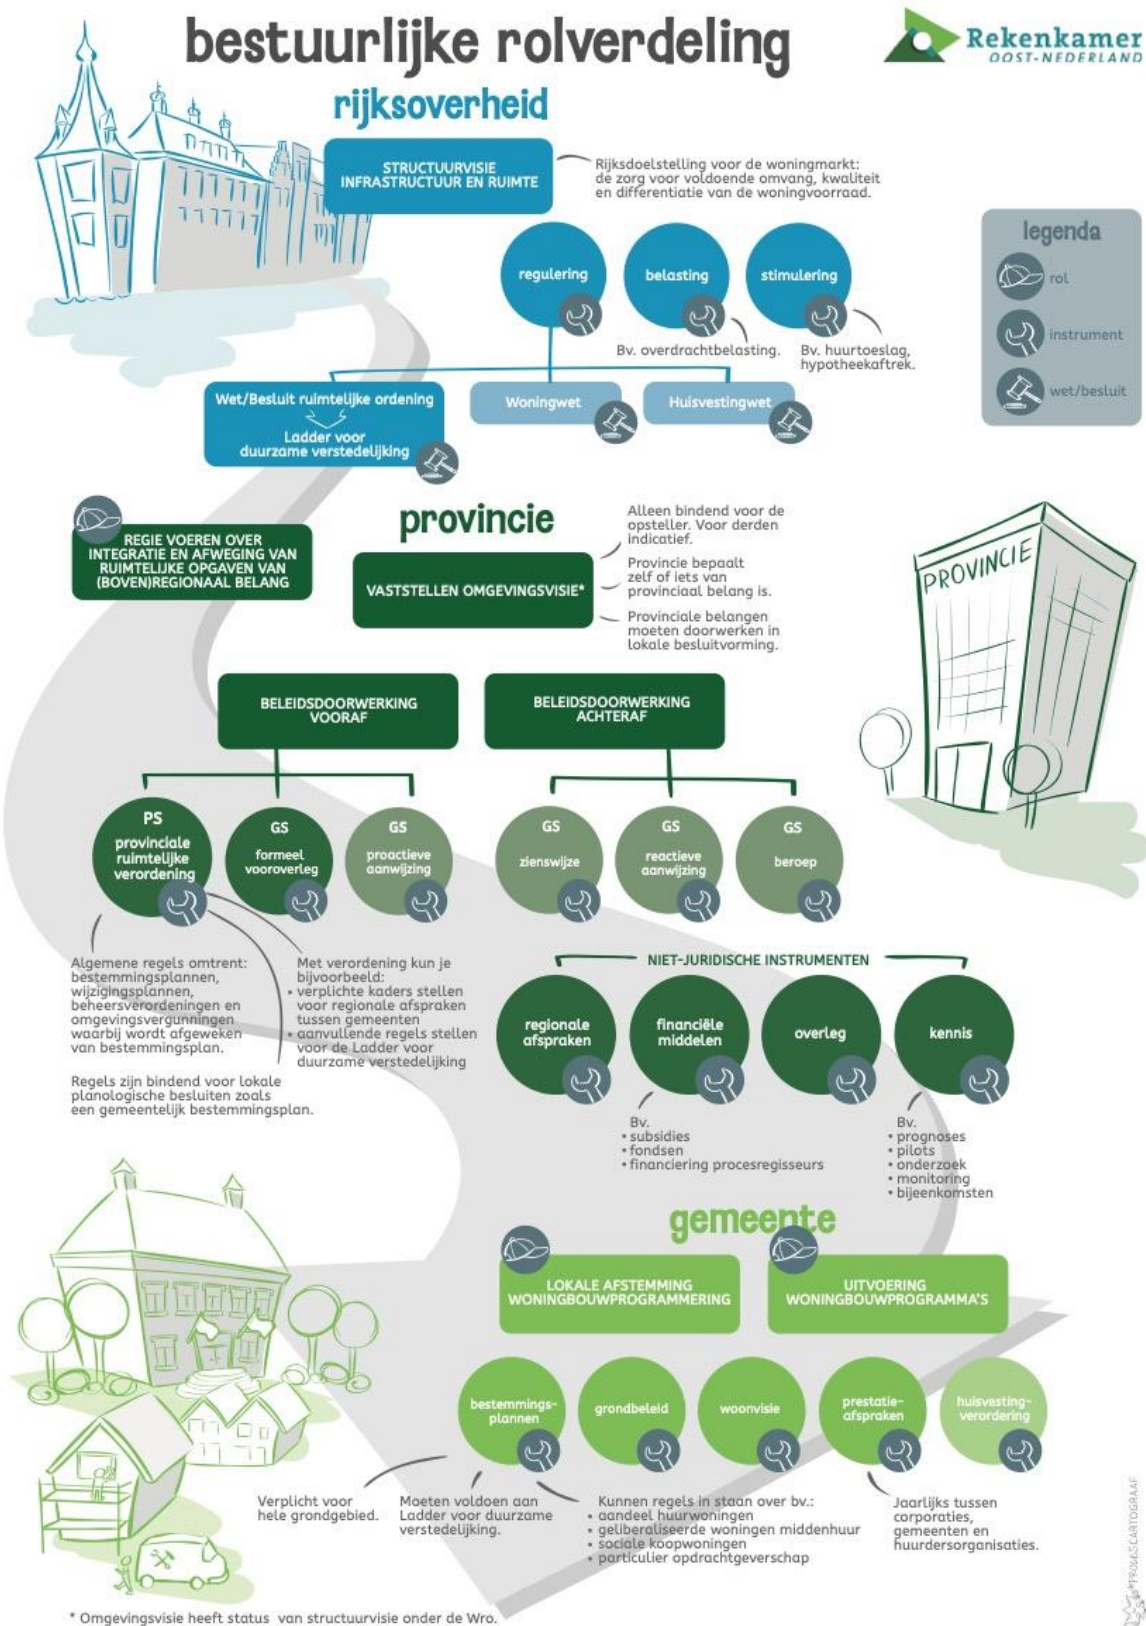 bestuurlijke rolverdeling
Rekenkamer
OOST-NEDERLAND
rijksoverheid
STRUCTUURVISIE
INFRASTRUCTUUR EN RUIMTE
Rijksdoelstelling voor de woningmarkt:
de zorg voor voldoende omvang, kwaliteit
en differentiatie van de woningvoorraad.
legenda
rol
instrument
wet/besluit
regulering
belasting
stimulering
Bv. overdrachtbelasting.
Bv. huurtoeslag,
hypotheekaftrek.
Wet/Besluit ruimtelijke ordening
Ladder voor
duurzame verstedelijking
Woningwet
Huisvestingwet
provincie
REGIE VOEREN OVER
INTEGRATIE EN AFWEGING VAN
RUIMTELIJKE OPGAVEN VAN
(BOVEN)REGIONAAL BELANG
VASTSTELLEN OMGEVINGSVISIE*
Alleen bindend voor de
opsteller. Voor derden
indicatief.
Provincie bepaalt
zelf of iets van
provinciaal belang is.
Provinciale belangen
moeten doorwerken in
lokale besluitvorming.
PROVINCIE
BELEIDSDOORWERKING
VOORAF
BELEIDSDOORWERKING
ACHTERAF
PS
provinciale
ruimtelijke
verordening
GS
formeel
vooroverleg
GS
proactieve
aanwijzing
GS
zienswijze
GS
reactieve
aanwijzing
GS
beroep
Algemene regels omtrent:
bestemmingsplannen,
wijzigingsplannen,
beheersverordeningen en
omgevingsvergunningen
waarbij wordt afgeweken
van bestemmingsplan.
Regels zijn bindend voor lokale
planologische besluiten zoals
een gemeentelijk bestemmingsplan.
Met verordening kun je
bijvoorbeeld:
• verplichte kaders stellen
voor regionale afspraken
tussen gemeenten
• aanvullende regels stellen
voor de Ladder voor
duurzame verstedelijking
NIET-JURIDISCHE INSTRUMENTEN
regionale
afspraken
financiële
middelen
overleg
kennis
Bv.
• subsidies
• fondsen
• financiering procesregisseurs
Bv.
• prognoses
• pilots
• onderzoek
• monitoring
• bijeenkomsten
gemeente
LOKALE AFSTEMMING
WONINGBOUWPROGRAMMERING
UITVOERING
WONINGBOUWPROGRAMMA'S
bestemmings-
plannen
grondbeleid
woonvisie
prestatie-
afspraken
huisvesting-
verordering
Verplicht voor
hele grondgebied.
Moeten voldoen aan
Ladder voor duurzame
verstedelijking.
Kunnen regels in staan over bv.:
• aandeel huurwoningen
• geliberaliseerde woningen middenhuur
• sociale koopwoningen
• particulier opdrachtgeverschap
Jaarlijks tussen
corporaties,
gemeenten en
huurdersorganisaties.
* Omgevingsvisie heeft status van structuurvisie onder de Wro.